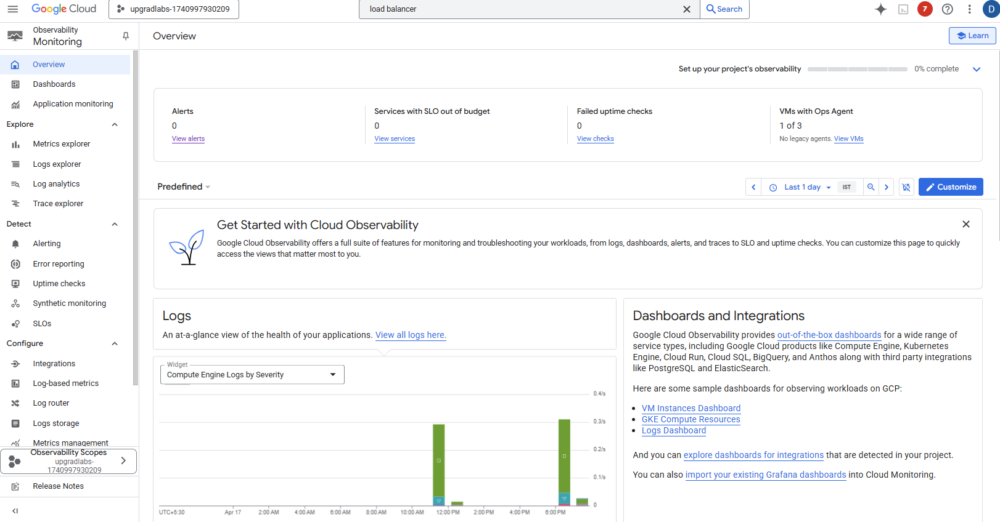 Google Cloud
upgradlabs-1740997930209
load balancer
Search
7
D
Observability
Monitoring
Overview
Learn
Overview
Dashboards
Application monitoring
Explore
Metrics explorer
Logs explorer
Log analytics
Trace explorer
Detect
Alerting
Error reporting
Uptime checks
Synthetic monitoring
SLOs
Configure
Integrations
Log-based metrics
Log router
Logs storage
Metrics management
Observability Scopes
upgradlabs-
1740997930209
Release Notes
Set up your project's observability
0% complete
Alerts
0
View alerts
Services with SLO out of budget
0
View services
Failed uptime checks
0
View checks
VMs with Ops Agent
1 of 3
No legacy agents. View VMs
Predefined
Last 1 day
IST
Customize
Get Started with Cloud Observability
Google Cloud Observability offers a full suite of features for monitoring and troubleshooting your workloads, from logs, dashboards, alerts, and traces to SLO and uptime checks. You can customize this page to quickly
access the views that matter most to you.
Logs
An at-a-glance view of the health of your applications. View all logs here.
Widget
Compute Engine Logs by Severity
0.4/s
0.3/s
0.2/s
0.1/s
0
UTC+5:30
Apr 17
2:00 AM
4:00 AM
6:00 AM
8:00 AM
10:00 AM
12:00 PM
2:00 PM
4:00 PM
6:00 PM
Dashboards and Integrations
Google Cloud Observability provides out-of-the-box dashboards for a wide range of
service types, including Google Cloud products like Compute Engine, Kubernetes
Engine, Cloud Run, Cloud SQL, BigQuery, and Anthos along with third party integrations
like PostgreSQL and ElasticSearch.
Here are some sample dashboards for observing workloads on GCP:
VM Instances Dashboard
GKE Compute Resources
Logs Dashboard
And you can explore dashboards for integrations that are detected in your project.
You can also import your existing Grafana dashboards into Cloud Monitoring.